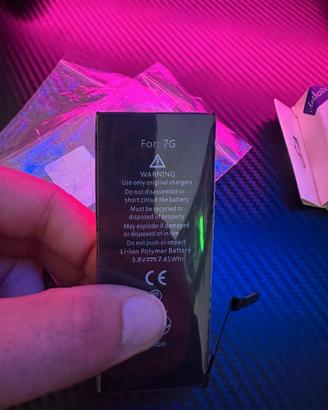 For: 7G
WARNING
Use only original chargers
Do not disassemble or
short circuit the battery
Must be recycled or
disposed of properly
May explode if damaged
or disposed of in fire
Do not push or impact
Li-ion Polymer Battery
3.8V 7.45Whr
CE
Authentic